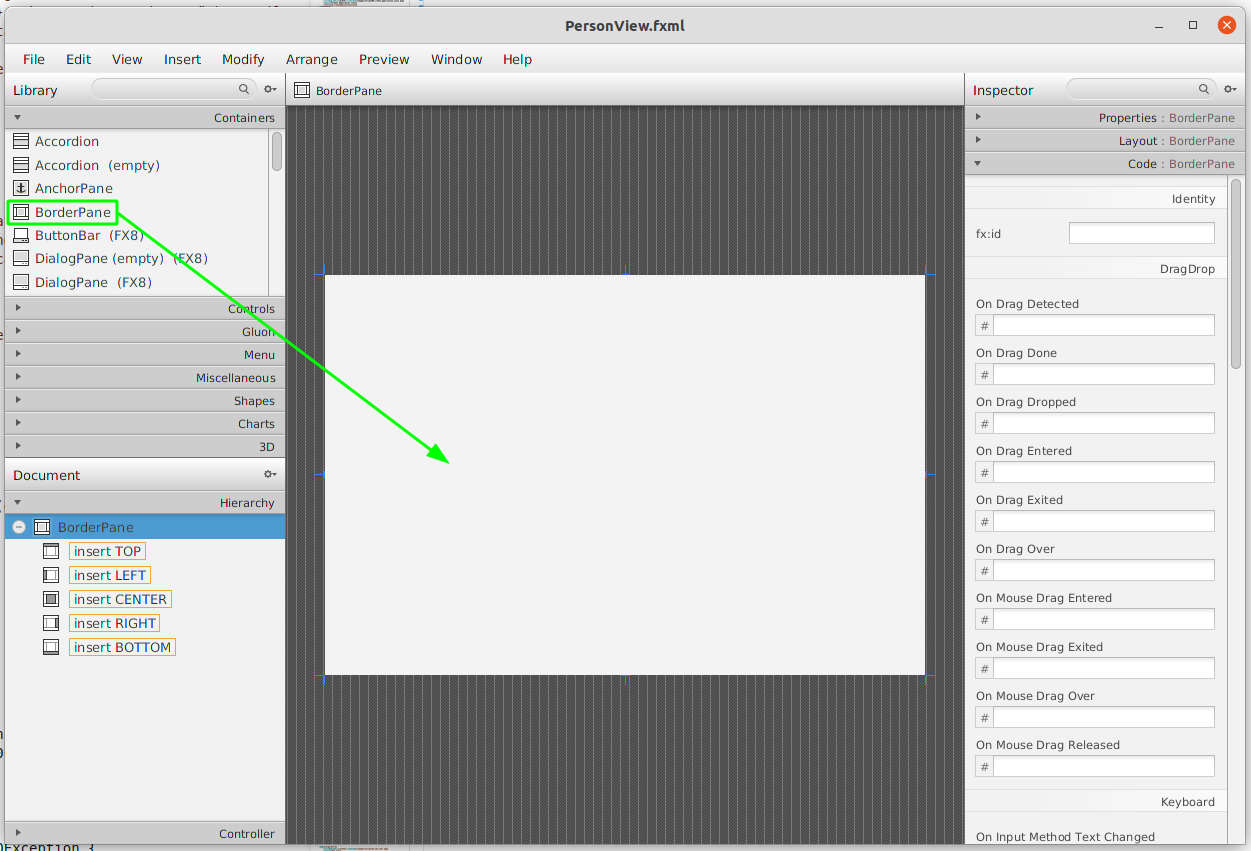 PersonView.fxml
File Edit View Insert Modify Arrange Preview Window Help
Library
Containers
Accordion
Accordion (empty)
AnchorPane
BorderPane
ButtonBar (FX8)
DialogPane (empty) (FX8)
DialogPane (FX8)
Controls
Gluon
Menu
Miscellaneous
Shapes
Charts
3D
Document
Hierarchy
BorderPane
insert TOP
insert LEFT
insert CENTER
insert RIGHT
insert BOTTOM
Controller
BorderPane
Inspector
Properties : BorderPane
Layout : BorderPane
Code : BorderPane
Identity
fx:id
DragDrop
On Drag Detected
#
On Drag Done
#
On Drag Dropped
#
On Drag Entered
#
On Drag Exited
#
On Drag Over
#
On Mouse Drag Entered
#
On Mouse Drag Exited
#
On Mouse Drag Over
#
On Mouse Drag Released
#
Keyboard
On Input Method Text Changed